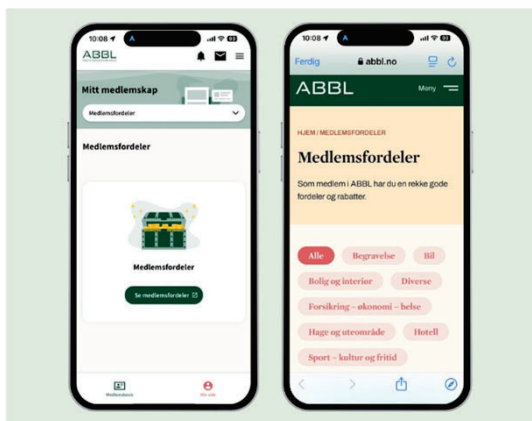 10:08
A
93
ABBL
Mitt medlemskap
Medlemsfordeler
Medlemsfordeler
Medlemsfordeler
Se medlemsfordeler
Medlemsbevis
Min side
10:08
A
93
Ferdig
abbl.no
ABBL
Meny
HJEM / MEDLEMSFORDELER
Medlemsfordeler
Som medlem i ABBL har du en rekke gode
fordeler og rabatter.
Alle
Begravelse
Bil
Bolig og interiør
Diverse
Forsikring – økonomi – helse
Hage og uteområde
Hotell
Sport – kultur og fritid